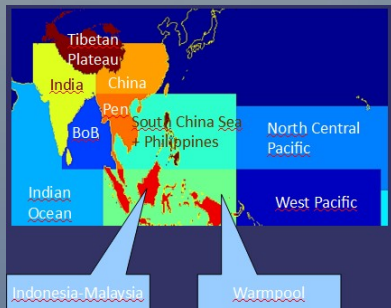 Tibetan
Plateau
India
China
Pen
South China Sea
+ Philippines
BoB
North Central
Pacific
Indian
Ocean
West Pacific
Indonesia-Malaysia
Warmpool